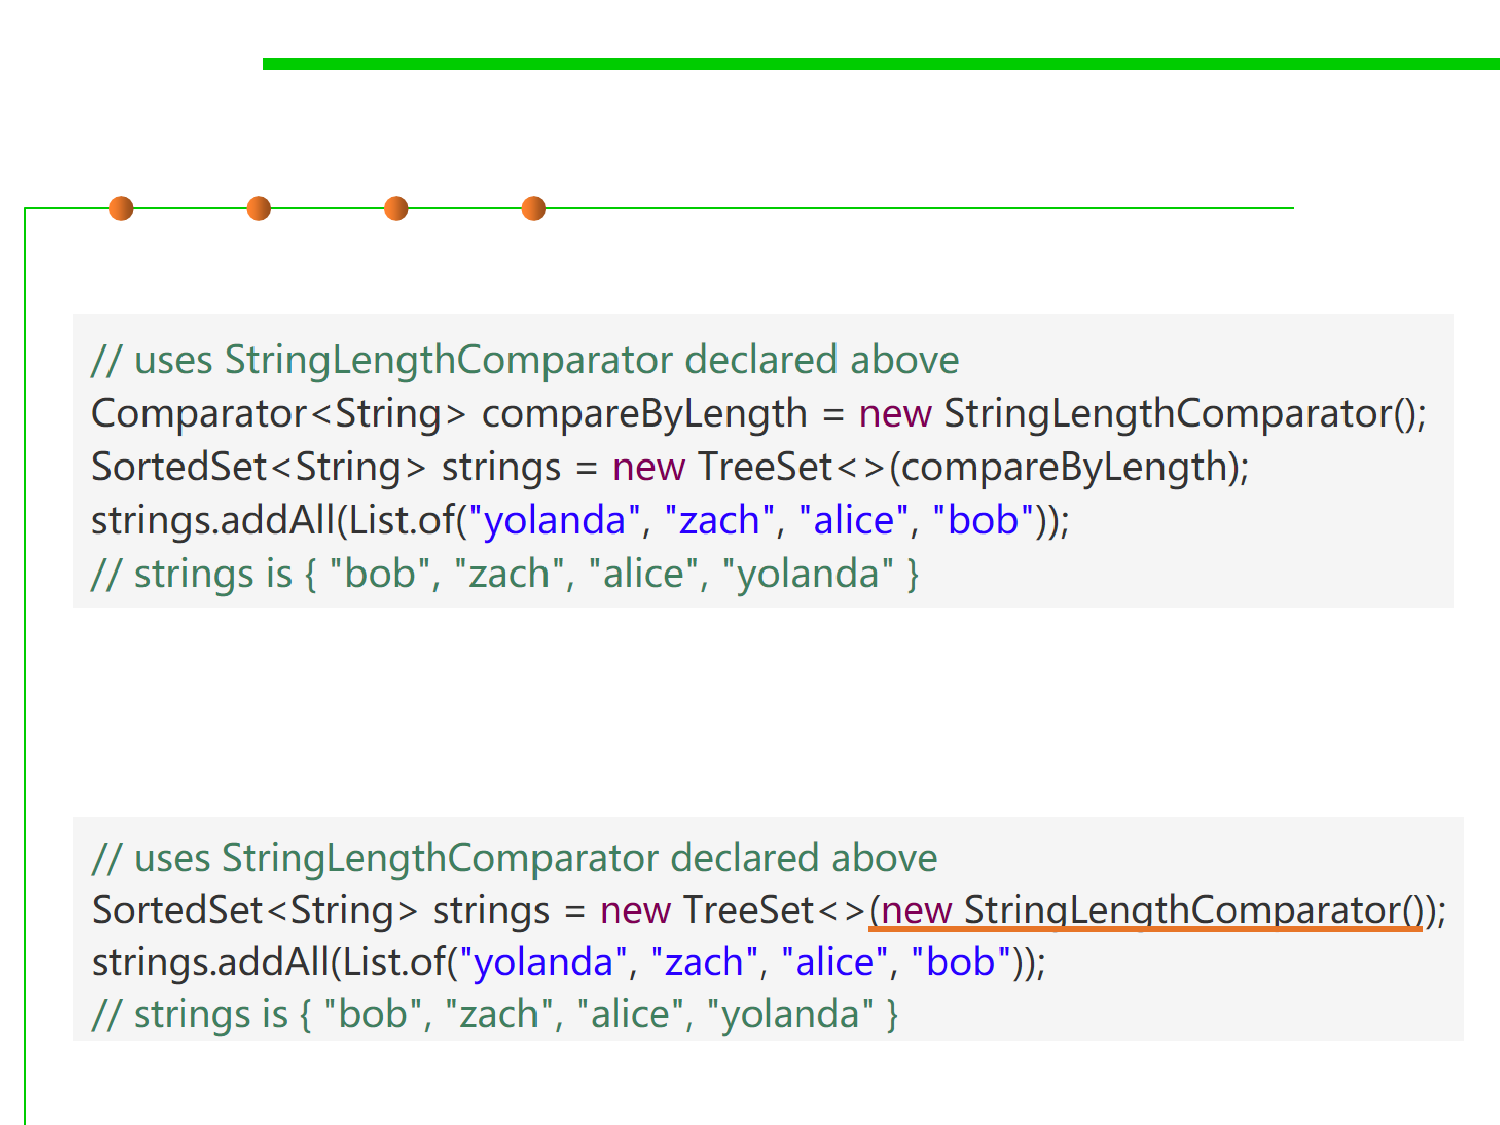 // uses StringLengthComparator declared above
Comparator<String> compareByLength = new StringLengthComparator();
SortedSet<String> strings = new TreeSet<>(compareByLength);
strings.addAll(List.of("yolanda", "zach", "alice", "bob"));
// strings is { "bob", "zach", "alice", "yolanda" }
// uses StringLengthComparator declared above
SortedSet<String> strings = new TreeSet<>(new StringLengthComparator());
strings.addAll(List.of("yolanda", "zach", "alice", "bob"));
// strings is { "bob", "zach", "alice", "yolanda" }